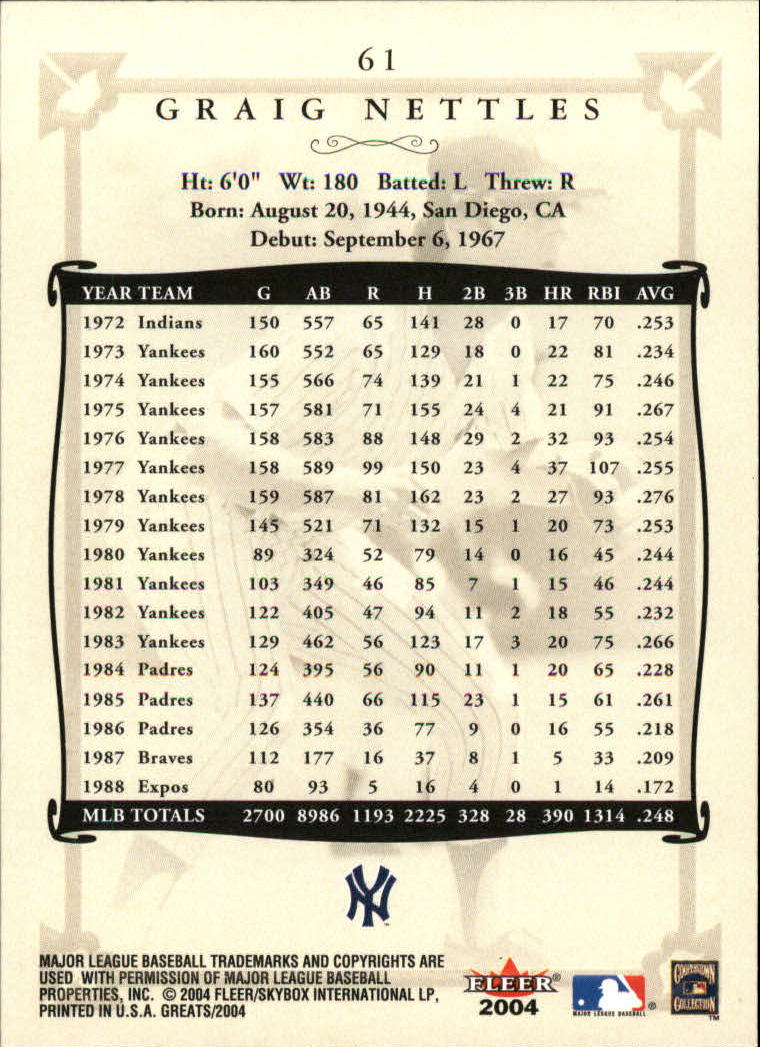 61
GRAIG NETTLES
Ht: 6'0" Wt: 180 Batted: L Threw: R
Born: August 20, 1944, San Diego, CA
Debut: September 6, 1967
YEAR TEAM G AB R H 2B 3B HR RBI AVG
1972 Indians 150 557 65 141 28 0 17 70 .253
1973 Yankees 160 552 65 129 18 0 22 81 .234
1974 Yankees 155 566 74 139 21 1 22 75 .246
1975 Yankees 157 581 71 155 24 4 21 91 .267
1976 Yankees 158 583 88 148 29 2 32 93 .254
1977 Yankees 158 589 99 150 23 4 37 107 .255
1978 Yankees 159 587 81 162 23 2 27 93 .276
1979 Yankees 145 521 71 132 15 1 20 73 .253
1980 Yankees 89 324 52 79 14 0 16 45 .244
1981 Yankees 103 349 46 85 7 1 15 46 .244
1982 Yankees 122 405 47 94 11 2 18 55 .232
1983 Yankees 129 462 56 123 17 3 20 75 .266
1984 Padres 124 395 56 90 11 1 20 65 .228
1985 Padres 137 440 66 115 23 1 15 61 .261
1986 Padres 126 354 36 77 9 0 16 55 .218
1987 Braves 112 177 16 37 8 1 5 33 .209
1988 Expos 80 93 5 16 4 0 1 14 .172
MLB TOTALS 2700 8986 1193 2225 328 28 390 1314 .248
NY
MAJOR LEAGUE BASEBALL TRADEMARKS AND COPYRIGHTS ARE
USED WITH PERMISSION OF MAJOR LEAGUE BASEBALL
PROPERTIES, INC. © 2004 FLEER/SKYBOX INTERNATIONAL LP,
PRINTED IN U.S.A. GREATS/2004
FLEER®
2004
MAJOR LEAGUE BASEBALL ®
COOPERSTOWN
COLLECTION
TM